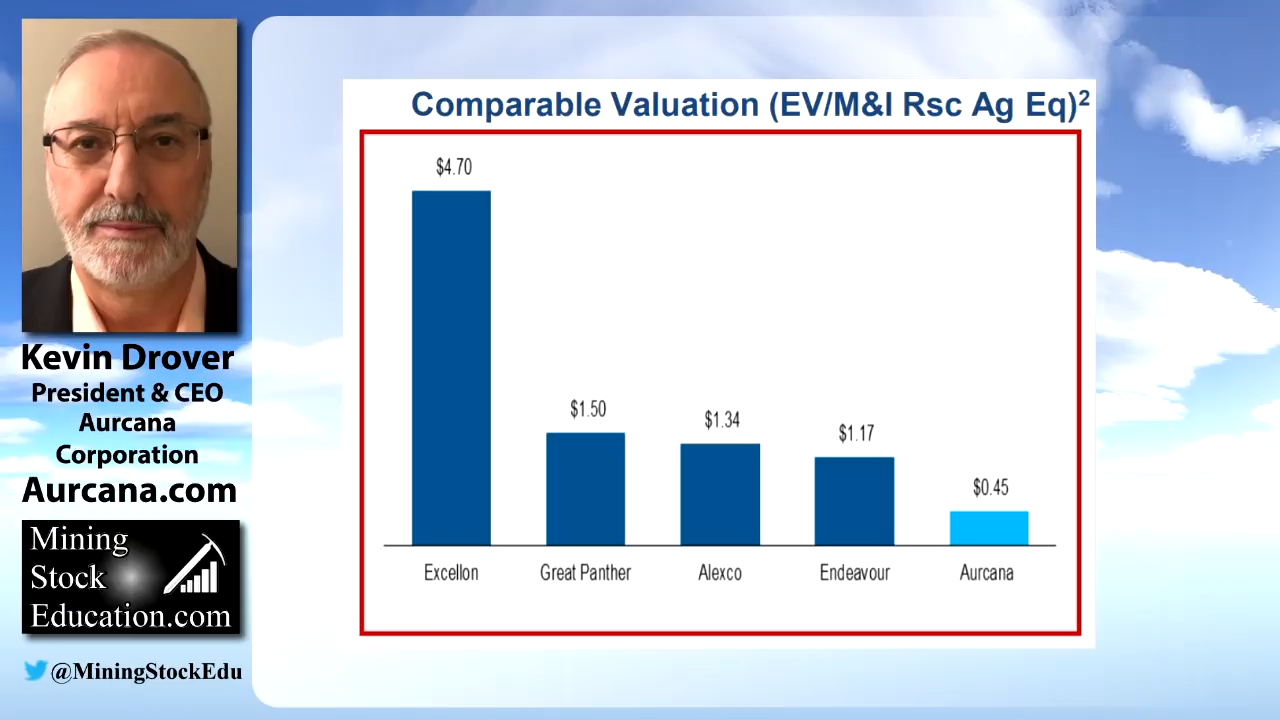 Kevin Drover
President & CEO
Aurcana
Corporation
Aurcana.com
Mining
Stock
Education.com
@MiningStockEdu
Comparable Valuation (EV/M&I Rsc Ag Eq)²
$4.70
$1.50
$1.34
$1.17
$0.45
Excellon Great Panther Alexco Endeavour Aurcana